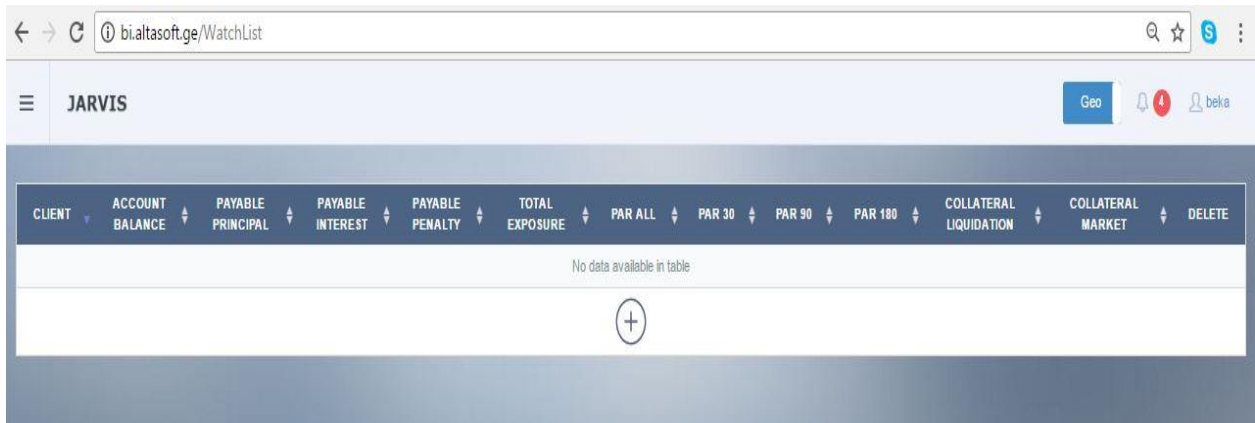 bi.altasoft.ge/WatchList
S
JARVIS
Geo
4
beka
CLIENT
ACCOUNT
BALANCE
PAYABLE
PRINCIPAL
PAYABLE
INTEREST
PAYABLE
PENALTY
TOTAL
EXPOSURE
PAR ALL
PAR 30
PAR 90
PAR 180
COLLATERAL
LIQUIDATION
COLLATERAL
MARKET
DELETE
No data available in table